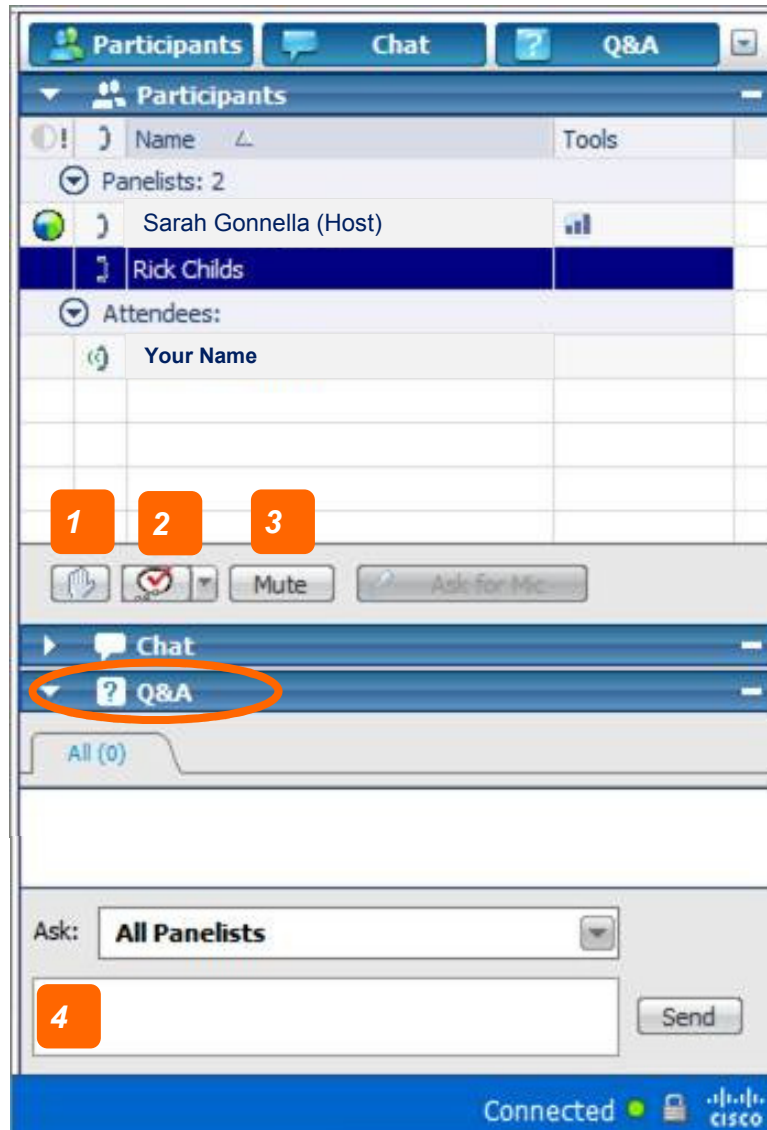 Participants Chat Q&A
Participants
! Name Tools
Panelists: 2
Sarah Gonnella (Host)
Rick Childs
Attendees:
Your Name
1 2 3
Mute Ask for Mic
Chat
? Q&A
All (0)
Ask: All Panelists
4
Send
Connected
CISCO